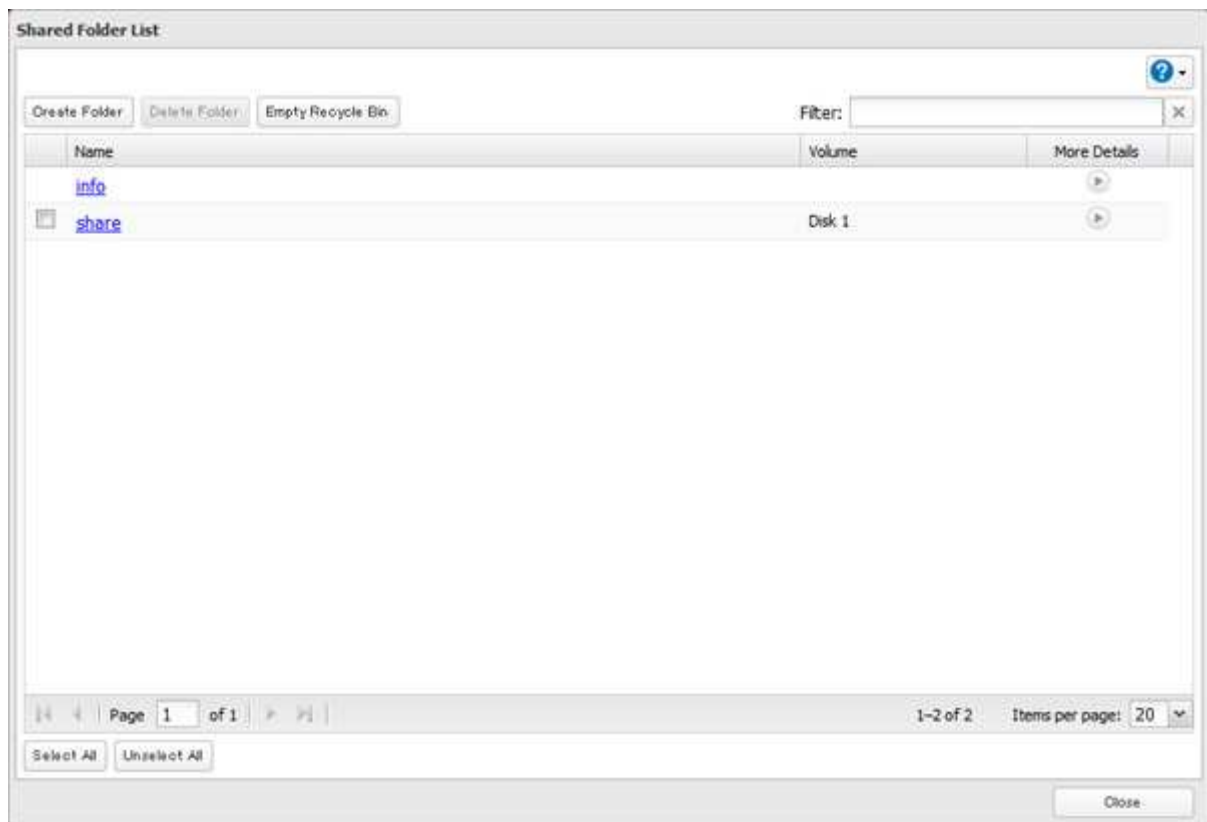 Shared Folder List
Create Folder Delete Folder Empty Recycle Bin Filter:
Name Volume More Details
info
share Disk 1
Page 1 of 1 1-2 of 2 Items per page: 20
Select All Unselect All
Close